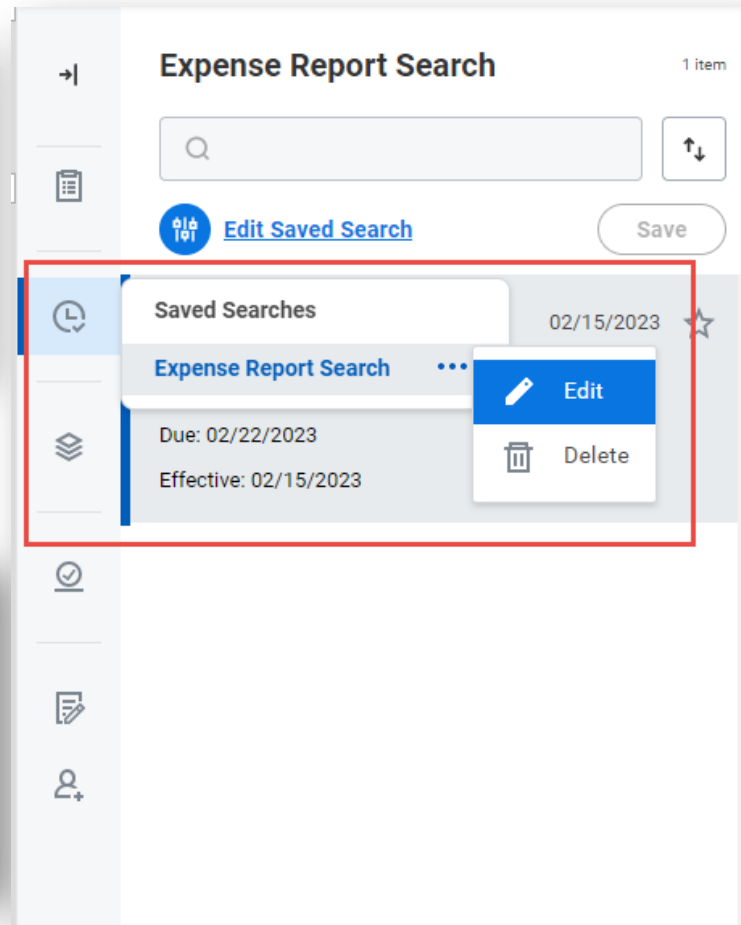 Expense Report Search
1 item
Edit Saved Search
Save
Saved Searches
02/15/2023
Expense Report Search
Edit
Due: 02/22/2023
Delete
Effective: 02/15/2023